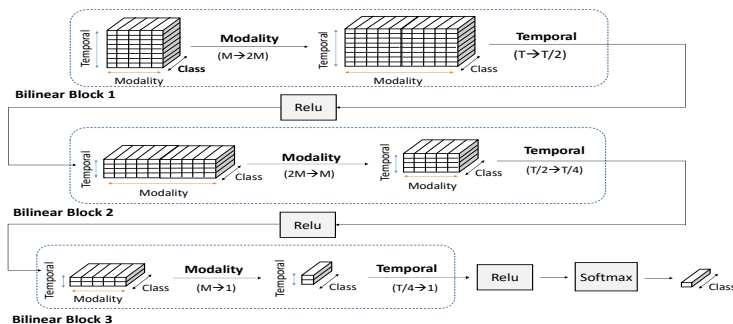 Temporal
Modality
Class
Modality
(M→2M)
Temporal
Modality
Class
Temporal
(T→T/2)
Bilinear Block 1
Relu
Temporal
Modality
Class
Modality
(2M→M)
Temporal
Modality
Class
Temporal
(T/2→T/4)
Bilinear Block 2
Relu
Temporal
Modality
Class
Modality
(M→1)
Temporal
Class
Temporal
(T/4→1)
Relu
Softmax
Class
Bilinear Block 3